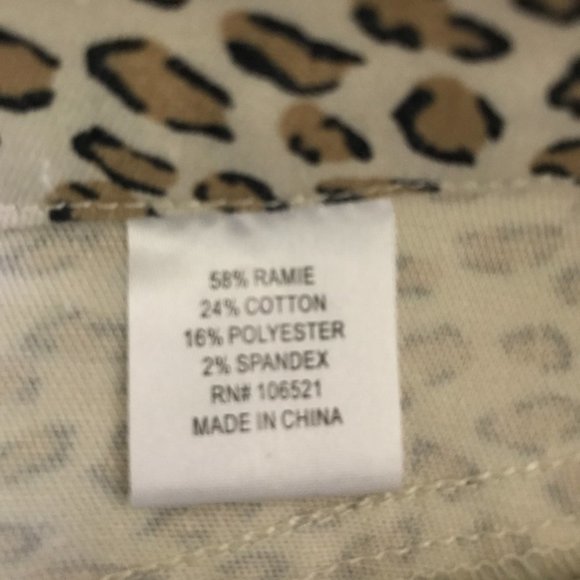 58% RAMIE
24% COTTON
16% POLYESTER
2% SPANDEX
RN# 106521
MADE IN CHINA